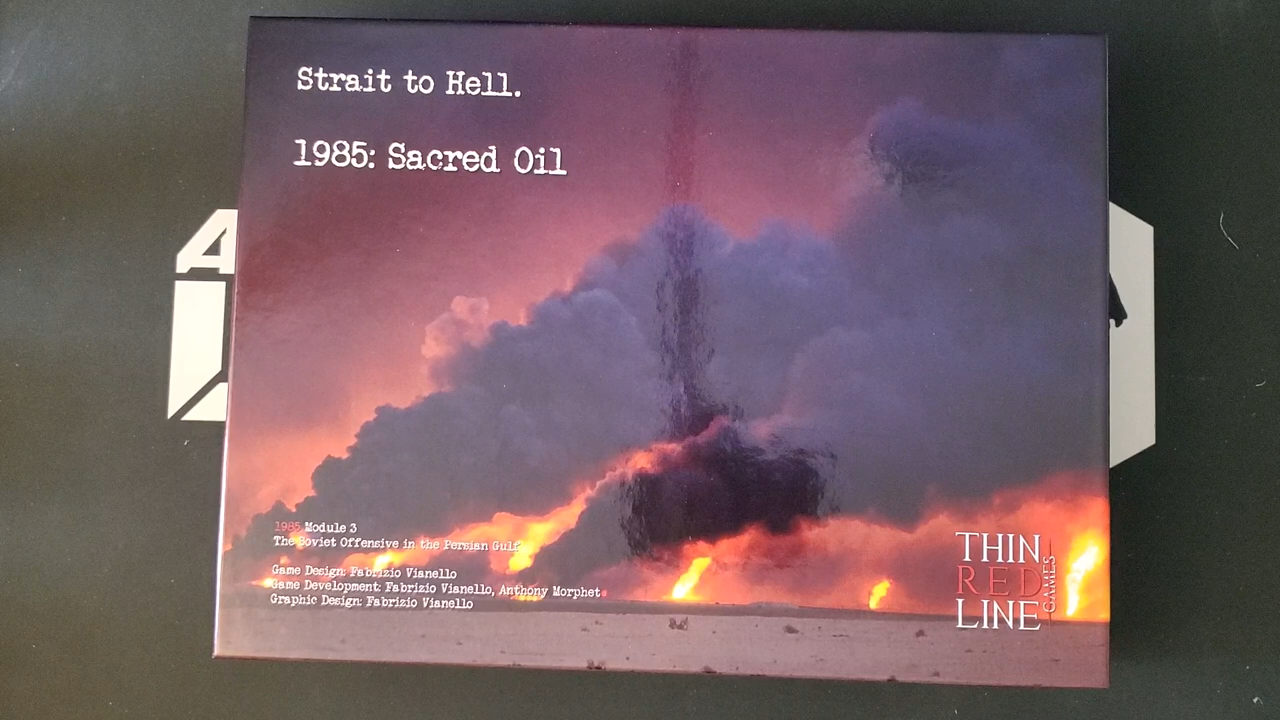 Strait to Hell.
1985: Sacred Oil
1985 Module 3
The Soviet Offensive in the Persian Gulf
Game Design: Fabrizio Vianello
Game Development: Fabrizio Vianello, Anthony Morphet
Graphic Design: Fabrizio Vianello
THIN
RED
LINE
GAMES